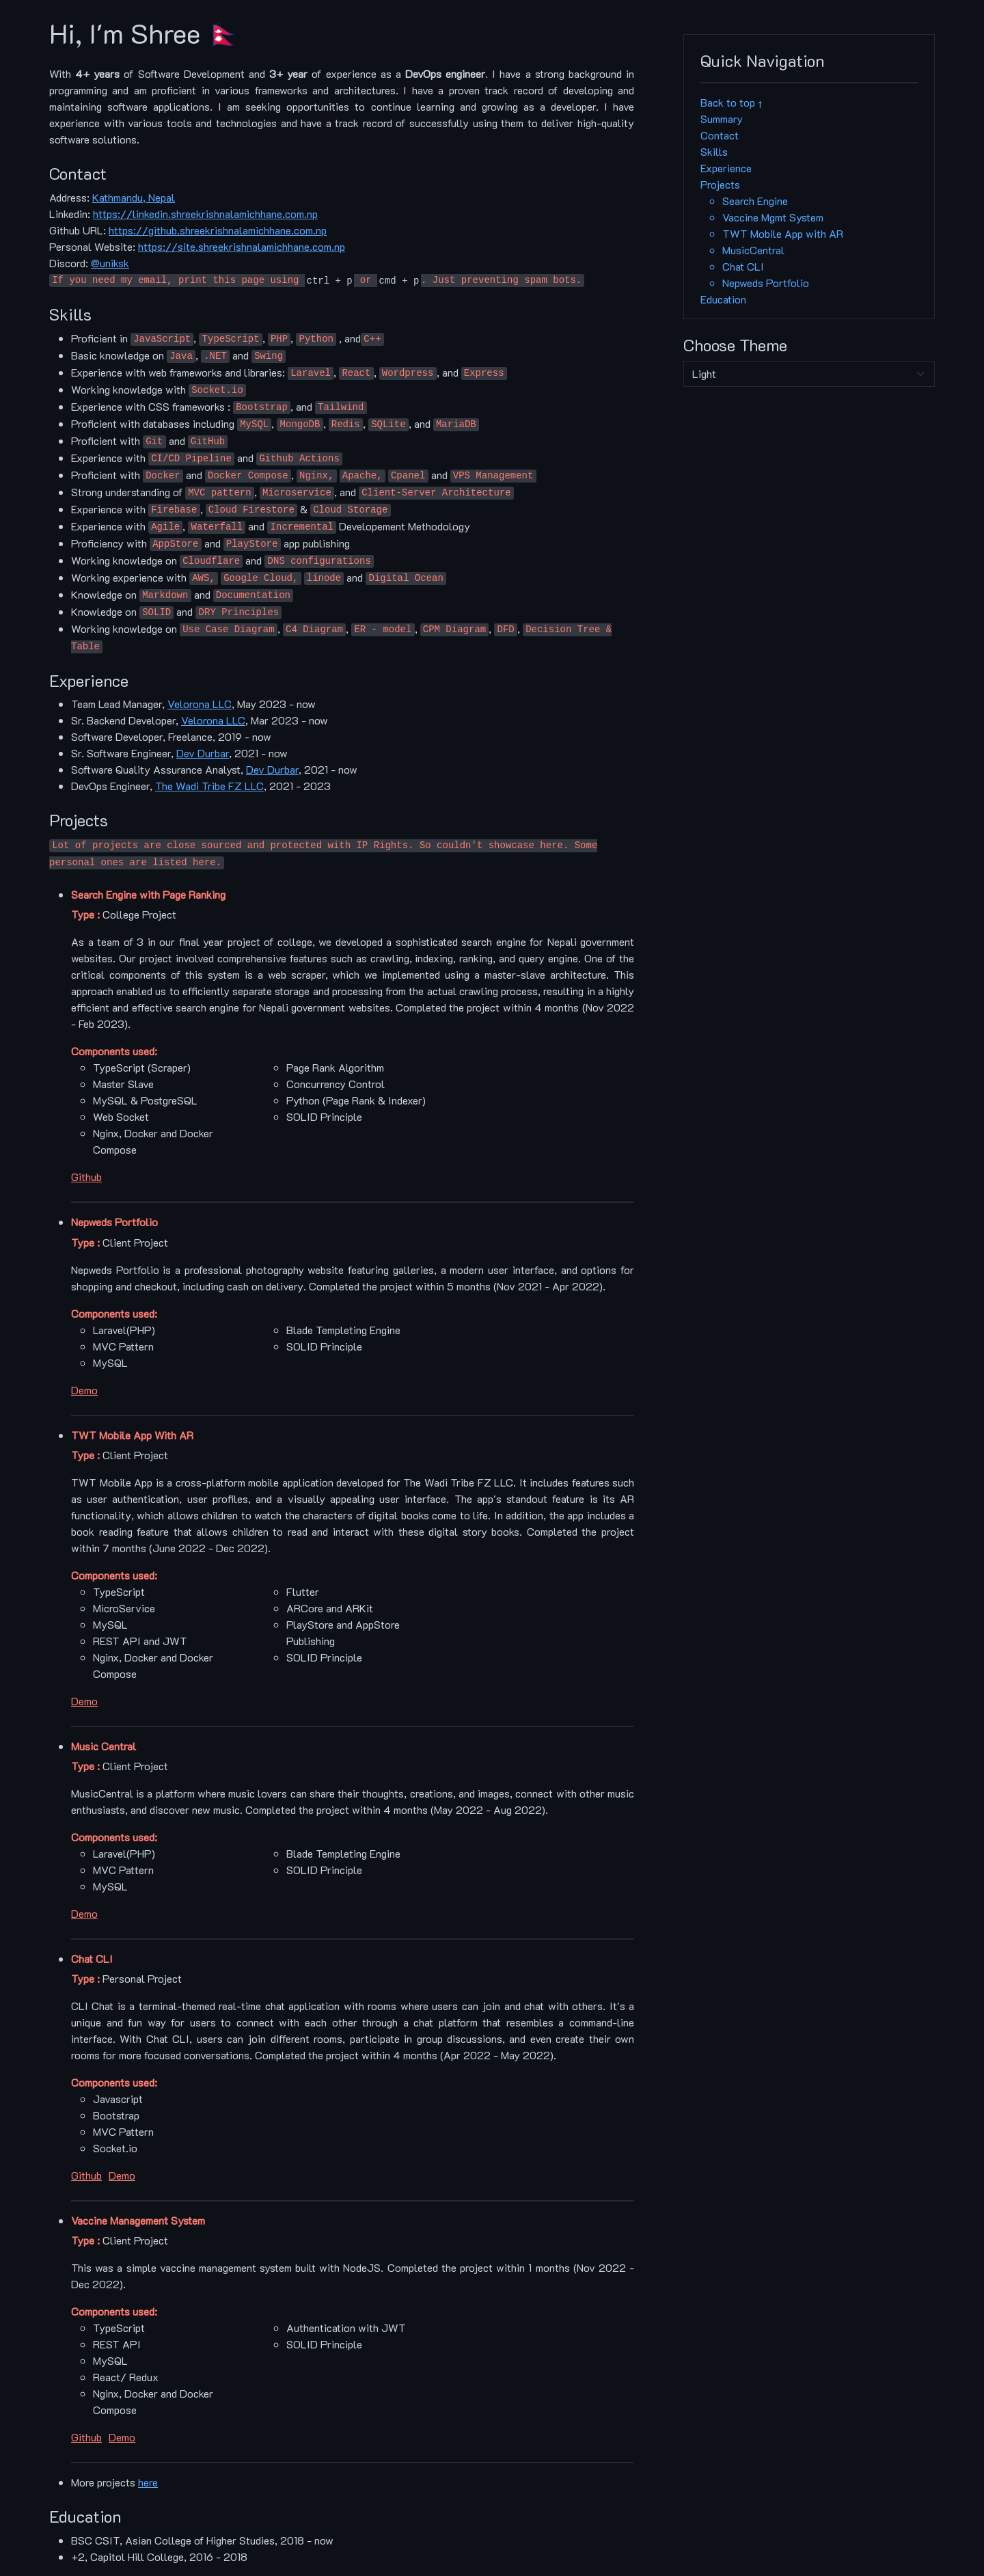 Hi, I'm Shree 🇳🇵
With 4+ years of Software Development and 3+ year of experience as a DevOps engineer. I have a strong background in
programming and am proficient in various frameworks and architectures. I have a proven track record of developing and
maintaining software applications. I am seeking opportunities to continue learning and growing as a developer. I have
experience with various tools and technologies and have a track record of successfully using them to deliver high-quality
software solutions.
Contact
Address: Kathmandu, Nepal
Linkedin: https://linkedin.shreekrishnalamichhane.com.np
Github URL: https://github.shreekrishnalamichhane.com.np
Personal Website: https://site.shreekrishnalamichhane.com.np
Discord: @uniksk
If you need my email, print this page using ctrl + p or cmd + p. Just preventing spam bots.
Skills
Proficient in JavaScript, TypeScript, PHP, Python , and C++
Basic knowledge on Java, .NET and Swing
Experience with web frameworks and libraries: Laravel, React, Wordpress, and Express
Working knowledge with Socket.io
Experience with CSS frameworks : Bootstrap, and Tailwind
Proficient with databases including MySQL, MongoDB, Redis, SQLite, and MariaDB
Proficient with Git and GitHub
Experience with CI/CD Pipeline and Github Actions
Proficient with Docker and Docker Compose, Nginx, Apache, Cpanel and VPS Management
Strong understanding of MVC pattern, Microservice, and Client-Server Architecture
Experience with Firebase, Cloud Firestore & Cloud Storage
Experience with Agile, Waterfall and Incremental Developement Methodology
Proficiency with AppStore and PlayStore app publishing
Working knowledge on Cloudflare and DNS configurations
Working experience with AWS, Google Cloud, linode and Digital Ocean
Knowledge on Markdown and Documentation
Knowledge on SOLID and DRY Principles
Working knowledge on Use Case Diagram, C4 Diagram, ER - model, CPM Diagram, DFD, Decision Tree &
Table
Experience
Team Lead Manager, Velorona LLC, May 2023 - now
Sr. Backend Developer, Velorona LLC, Mar 2023 - now
Software Developer, Freelance, 2019 - now
Sr. Software Engineer, Dev Durbar, 2021 - now
Software Quality Assurance Analyst, Dev Durbar, 2021 - now
DevOps Engineer, The Wadi Tribe FZ LLC, 2021 - 2023
Projects
Lot of projects are close sourced and protected with IP Rights. So couldn't showcase here. Some
personal ones are listed here.
Search Engine with Page Ranking
Type : College Project
As a team of 3 in our final year project of college, we developed a sophisticated search engine for Nepali government
websites. Our project involved comprehensive features such as crawling, indexing, ranking, and query engine. One of the
critical components of this system is a web scraper, which we implemented using a master-slave architecture. This
approach enabled us to efficiently separate storage and processing from the actual crawling process, resulting in a highly
efficient and effective search engine for Nepali government websites. Completed the project within 4 months (Nov 2022
- Feb 2023).
Components used:
TypeScript (Scraper)
Master Slave
MySQL & PostgreSQL
Web Socket
Nginx, Docker and Docker
Compose
Page Rank Algorithm
Concurrency Control
Python (Page Rank & Indexer)
SOLID Principle
Github
Nepweds Portfolio
Type : Client Project
Nepweds Portfolio is a professional photography website featuring galleries, a modern user interface, and options for
shopping and checkout, including cash on delivery. Completed the project within 5 months (Nov 2021 - Apr 2022).
Components used:
Laravel(PHP)
MVC Pattern
MySQL
Blade Templeting Engine
SOLID Principle
Demo
TWT Mobile App With AR
Type : Client Project
TWT Mobile App is a cross-platform mobile application developed for The Wadi Tribe FZ LLC. It includes features such
as user authentication, user profiles, and a visually appealing user interface. The app's standout feature is its AR
functionality, which allows children to watch the characters of digital books come to life. In addition, the app includes a
book reading feature that allows children to read and interact with these digital story books. Completed the project
within 7 months (June 2022 - Dec 2022).
Components used:
TypeScript
MicroService
MySQL
REST API and JWT
Nginx, Docker and Docker
Compose
Flutter
ARCore and ARKit
PlayStore and AppStore
Publishing
SOLID Principle
Demo
Music Central
Type : Client Project
MusicCentral is a platform where music lovers can share their thoughts, creations, and images, connect with other music
enthusiasts, and discover new music. Completed the project within 4 months (May 2022 - Aug 2022).
Components used:
Laravel(PHP)
MVC Pattern
MySQL
Blade Templeting Engine
SOLID Principle
Demo
Chat CLI
Type : Personal Project
CLI Chat is a terminal-themed real-time chat application with rooms where users can join and chat with others. It's a
unique and fun way for users to connect with each other through a chat platform that resembles a command-line
interface. With Chat CLI, users can join different rooms, participate in group discussions, and even create their own
rooms for more focused conversations. Completed the project within 4 months (Apr 2022 - May 2022).
Components used:
Javascript
Bootstrap
MVC Pattern
Socket.io
Github Demo
Vaccine Management System
Type : Client Project
This was a simple vaccine management system built with NodeJS. Completed the project within 1 months (Nov 2022 -
Dec 2022).
Components used:
TypeScript
REST API
MySQL
React/ Redux
Nginx, Docker and Docker
Compose
Authentication with JWT
SOLID Principle
Github Demo
More projects here
Education
BSC CSIT, Asian College of Higher Studies, 2018 - now
+2, Capitol Hill College, 2016 - 2018
Quick Navigation
Back to top ↑
Summary
Contact
Skills
Experience
Projects
Search Engine
Vaccine Mgmt System
TWT Mobile App with AR
MusicCentral
Chat CLI
Nepweds Portfolio
Education
Choose Theme
Light